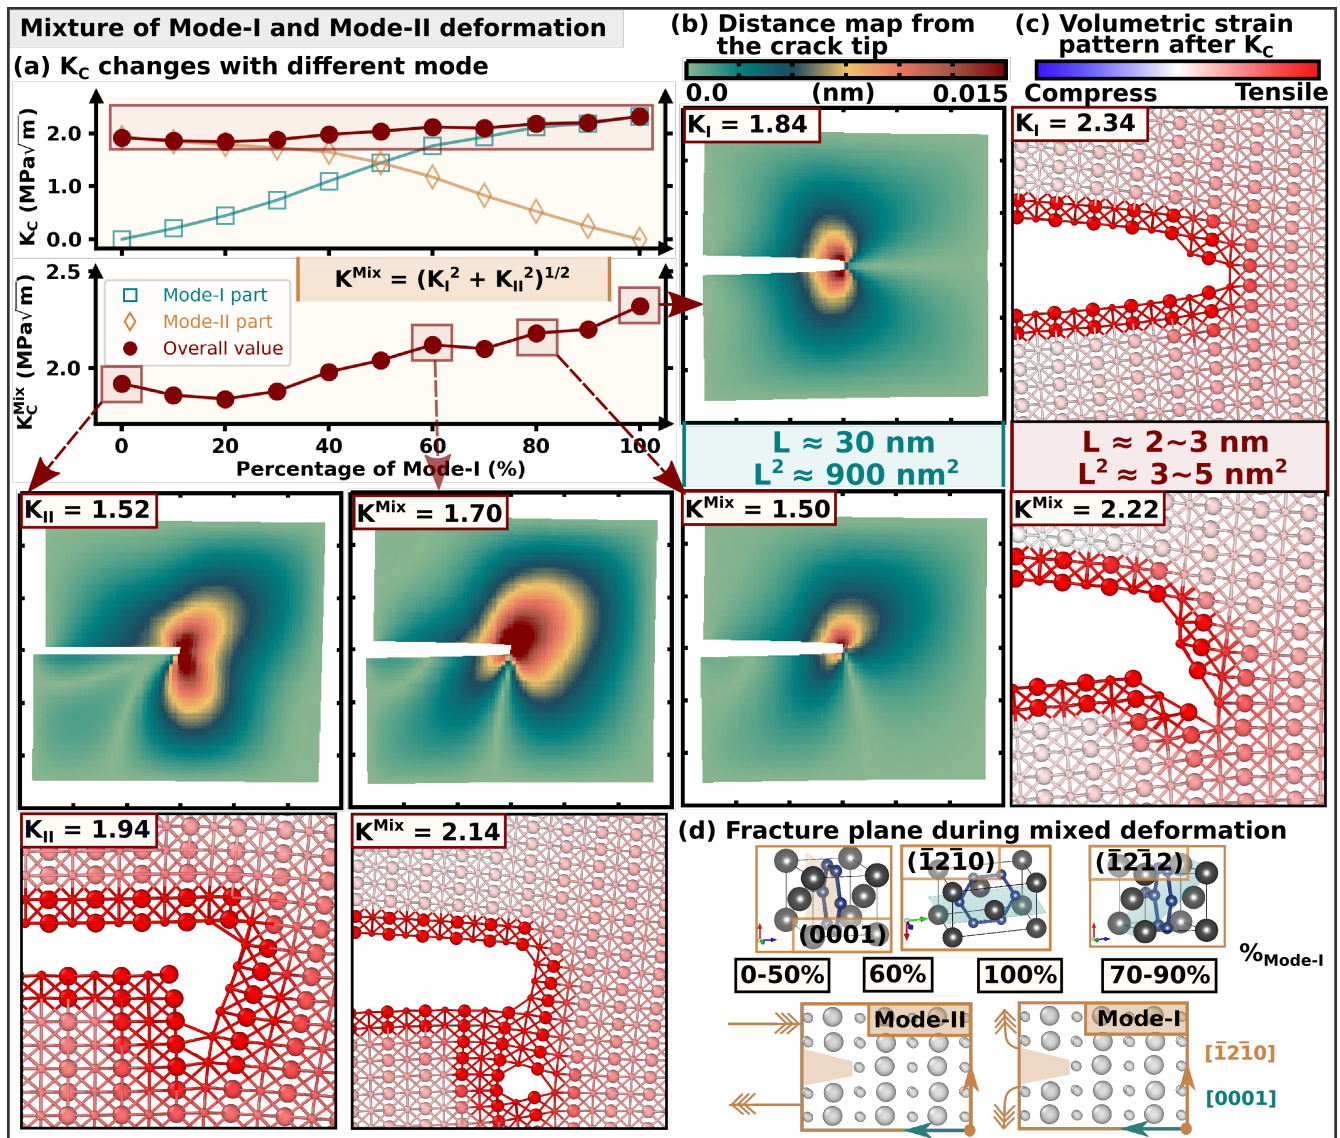 Mixture of Mode-I and Mode-II deformation
(a) K_C changes with different mode
K_C (MPa√m)
2.0
1.0
0.0
K^Mix = (K_I^2 + K_II^2)^1/2
K_C^Mix (MPa√m)
2.5
2.0
Mode-I part
Mode-II part
Overall value
0 20 40 60 80 100
Percentage of Mode-I (%)
(b) Distance map from
the crack tip
0.0 (nm) 0.015
K_I = 1.84
L ≈ 30 nm
L² ≈ 900 nm²
(c) Volumetric strain
pattern after K_C
Compress Tensile
K_I = 2.34
L ≈ 2~3 nm
L² ≈ 3~5 nm²
K_II = 1.52
K^Mix = 1.70
K^Mix = 1.50
K^Mix = 2.22
K_II = 1.94
K^Mix = 2.14
(d) Fracture plane during mixed deformation
(0001)
(1̅21̅0)
(1̅21̅2)
0-50% 60% 100% 70-90% %_Mode-I
Mode-II
Mode-I
[1̅21̅0]
[0001]